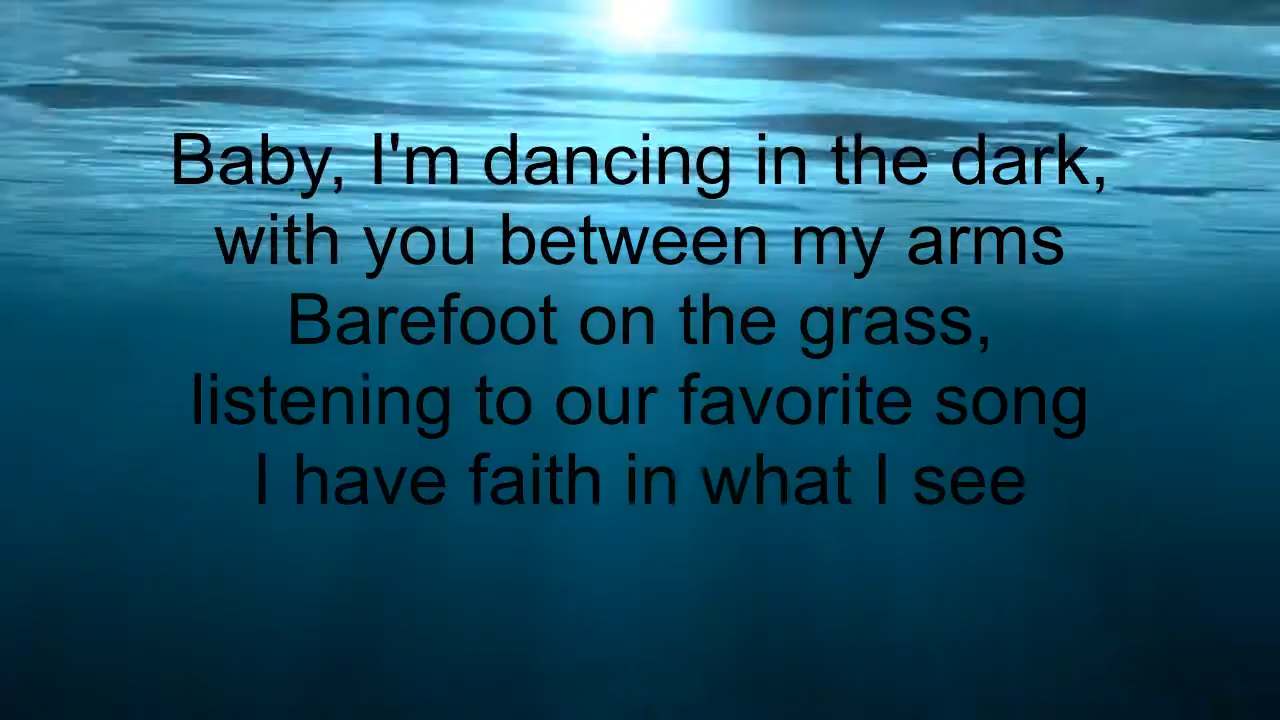 Baby, I'm dancing in the dark,
with you between my arms
Barefoot on the grass,
listening to our favorite song
I have faith in what I see